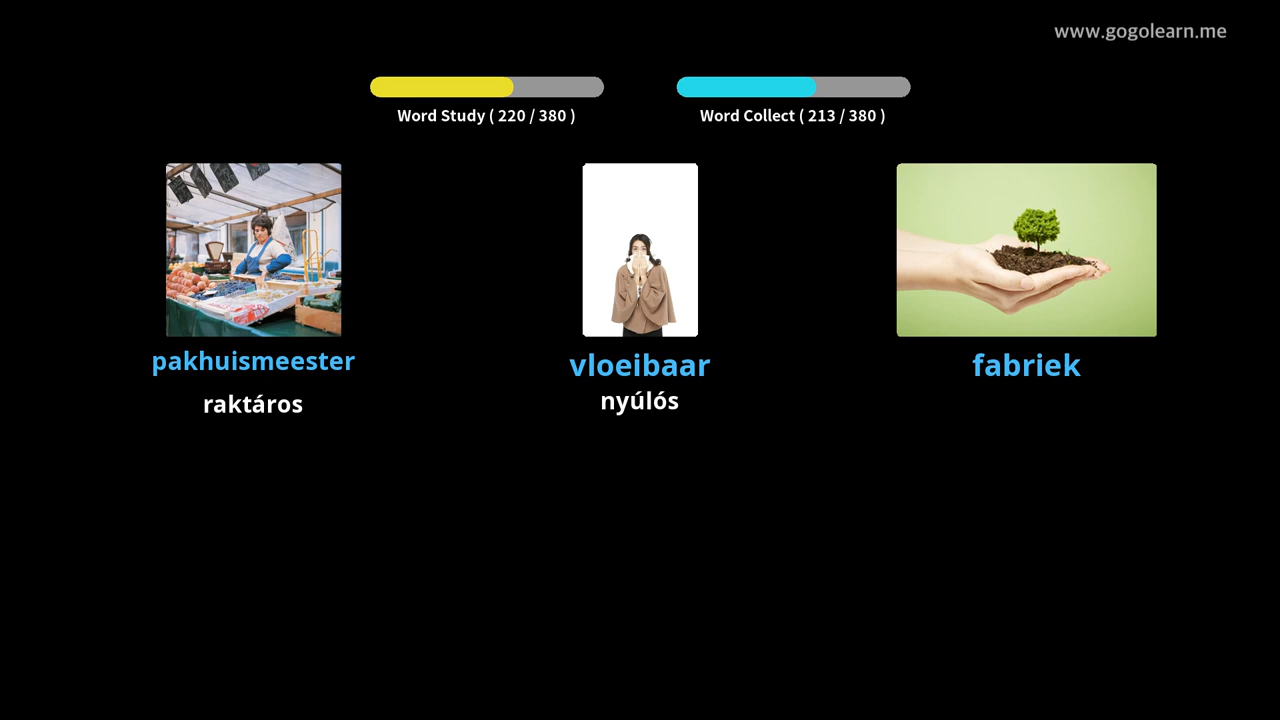 www.gogolearn.me
Word Study ( 220 / 380 )
Word Collect ( 213 / 380 )
pakhuismeester
raktáros
vloeibaar
nyúlós
fabriek